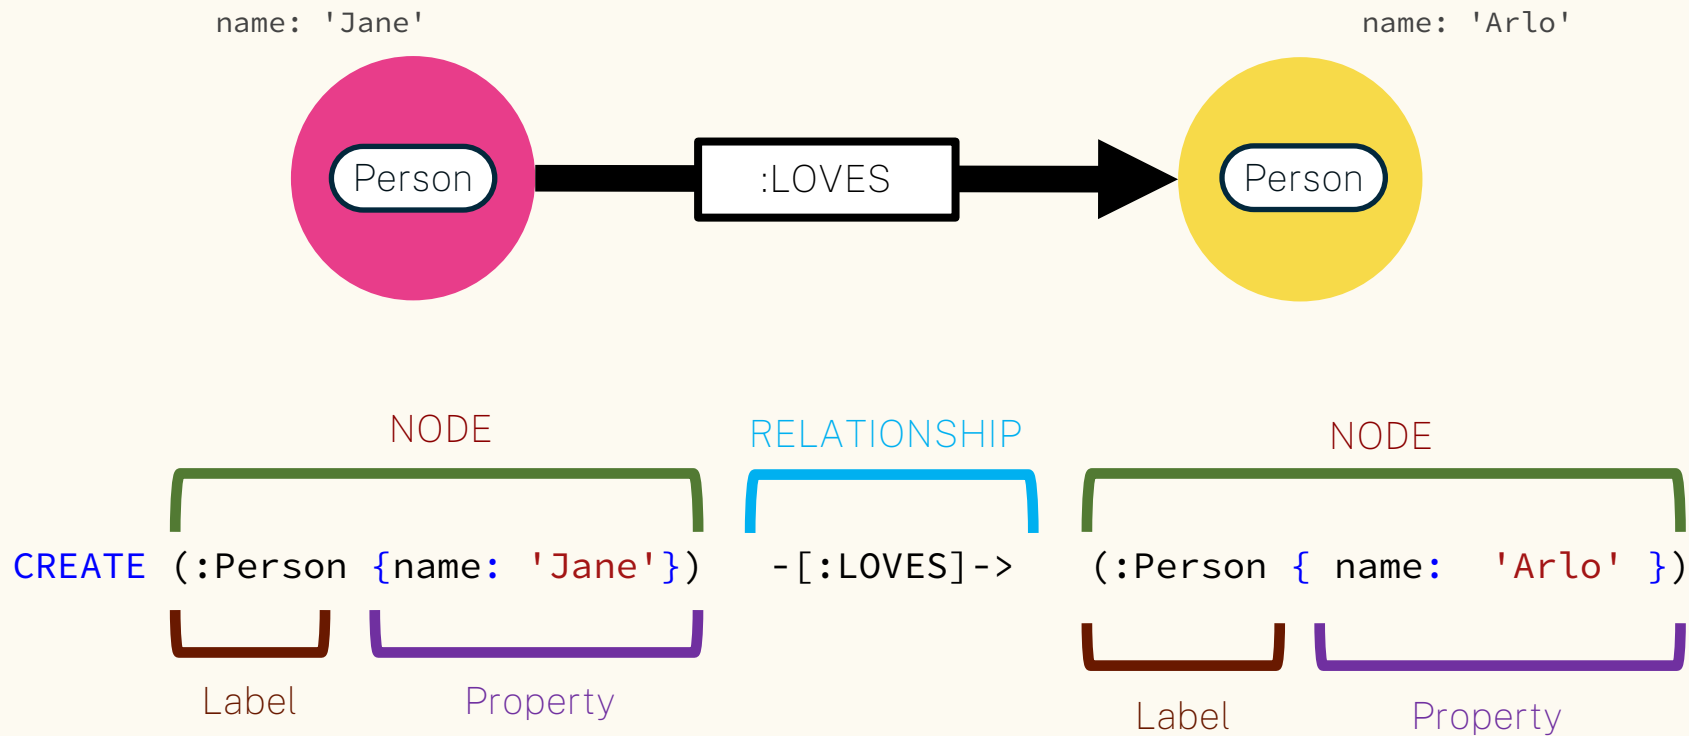 name: 'Jane'
name: 'Arlo'
Person
:LOVES
Person
NODE
RELATIONSHIP
NODE
CREATE (:Person {name: 'Jane'}) -[:LOVES]-> (:Person { name: 'Arlo' })
Label
Property
Label
Property